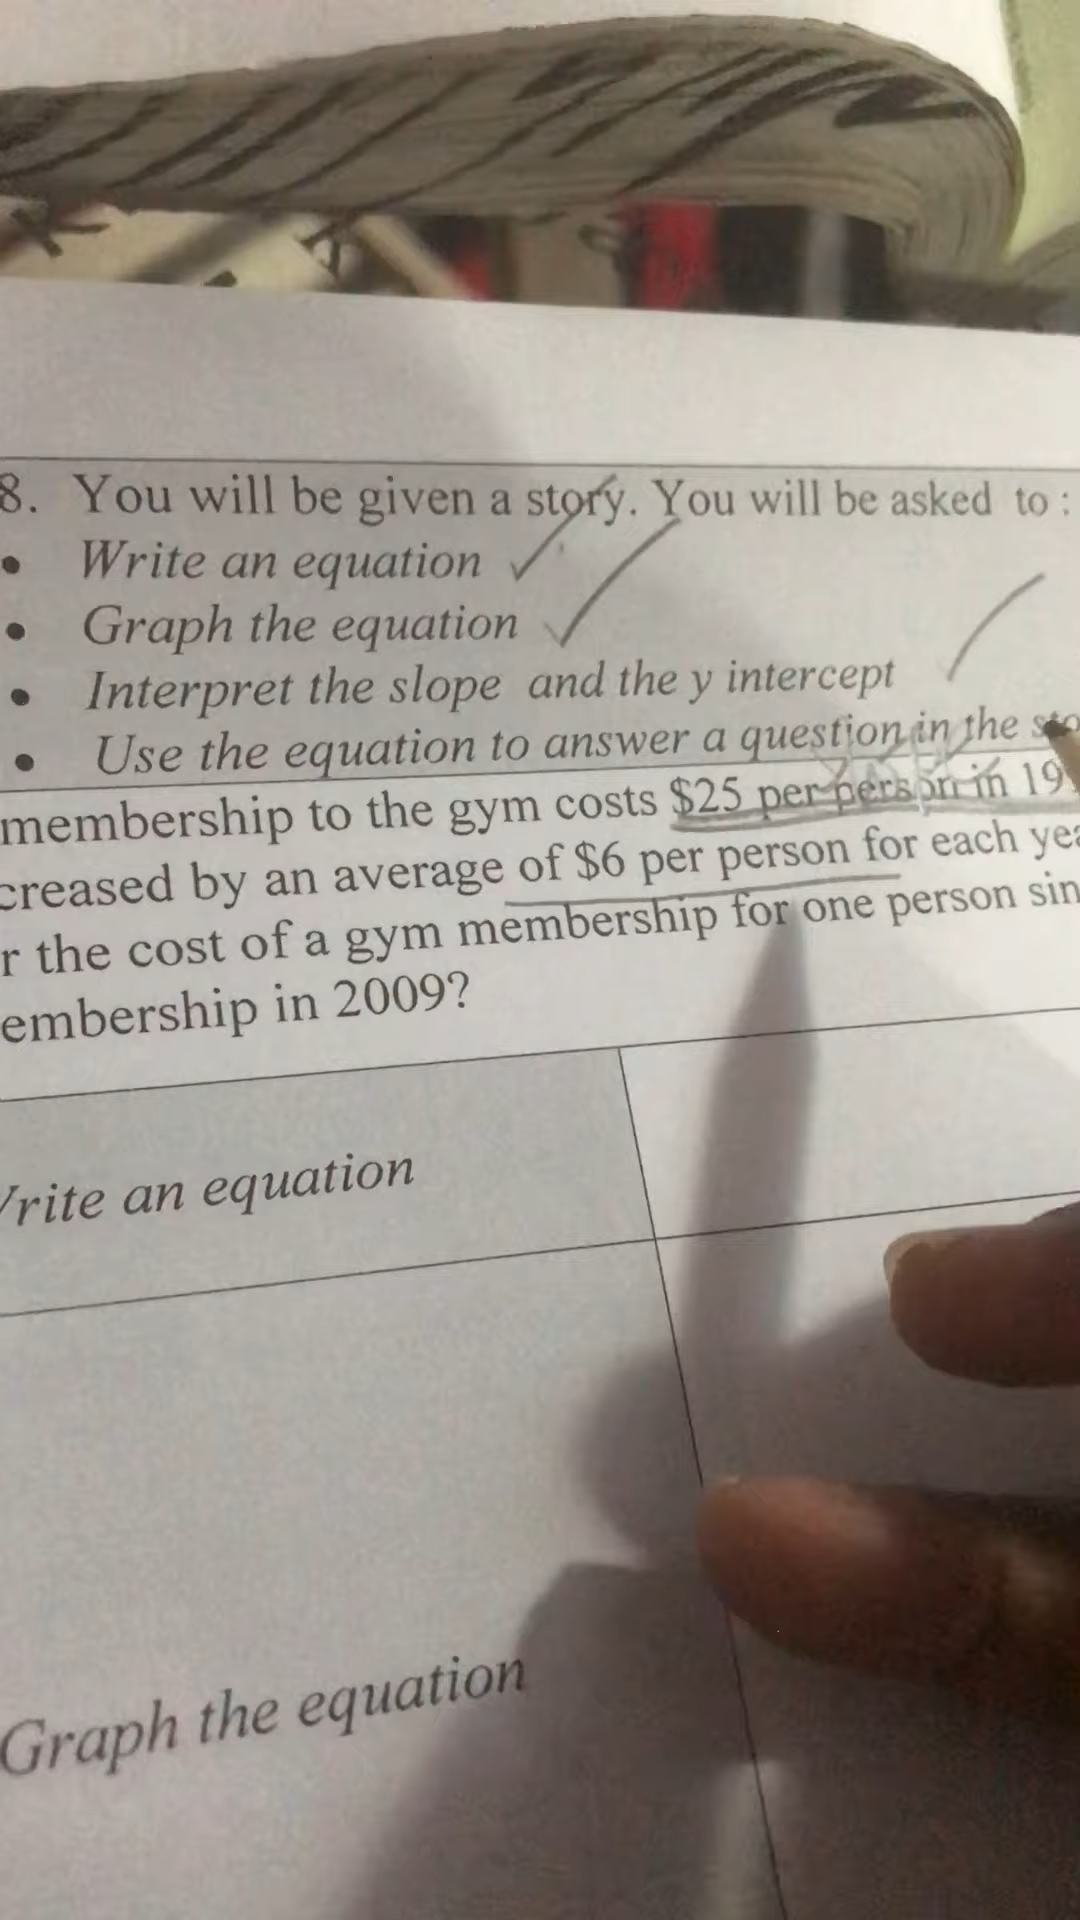 8. You will be given a story. You will be asked to :
• Write an equation
• Graph the equation
• Interpret the slope and the y intercept
• Use the equation to answer a question in the
membership to the gym costs $25 per person in 19
creased by an average of $6 per person for each
r the cost of a gym membership for one person
embership in 2009?
rite an equation
Graph the equation